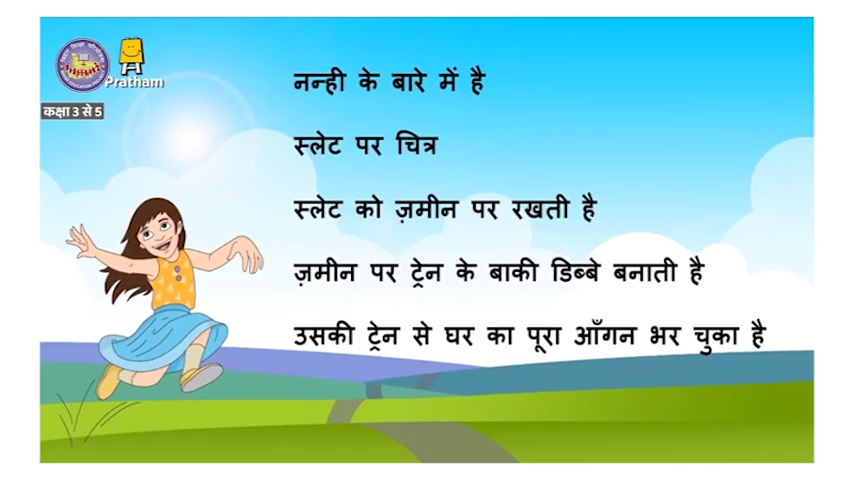 Pratham
कक्षा 3 से 5
नन्ही के बारे में है
स्लेट पर चित्र
स्लेट को ज़मीन पर रखती है
ज़मीन पर ट्रेन के बाकी डिब्बे बनाती है
उसकी ट्रेन से घर का पूरा आँगन भर चुका है